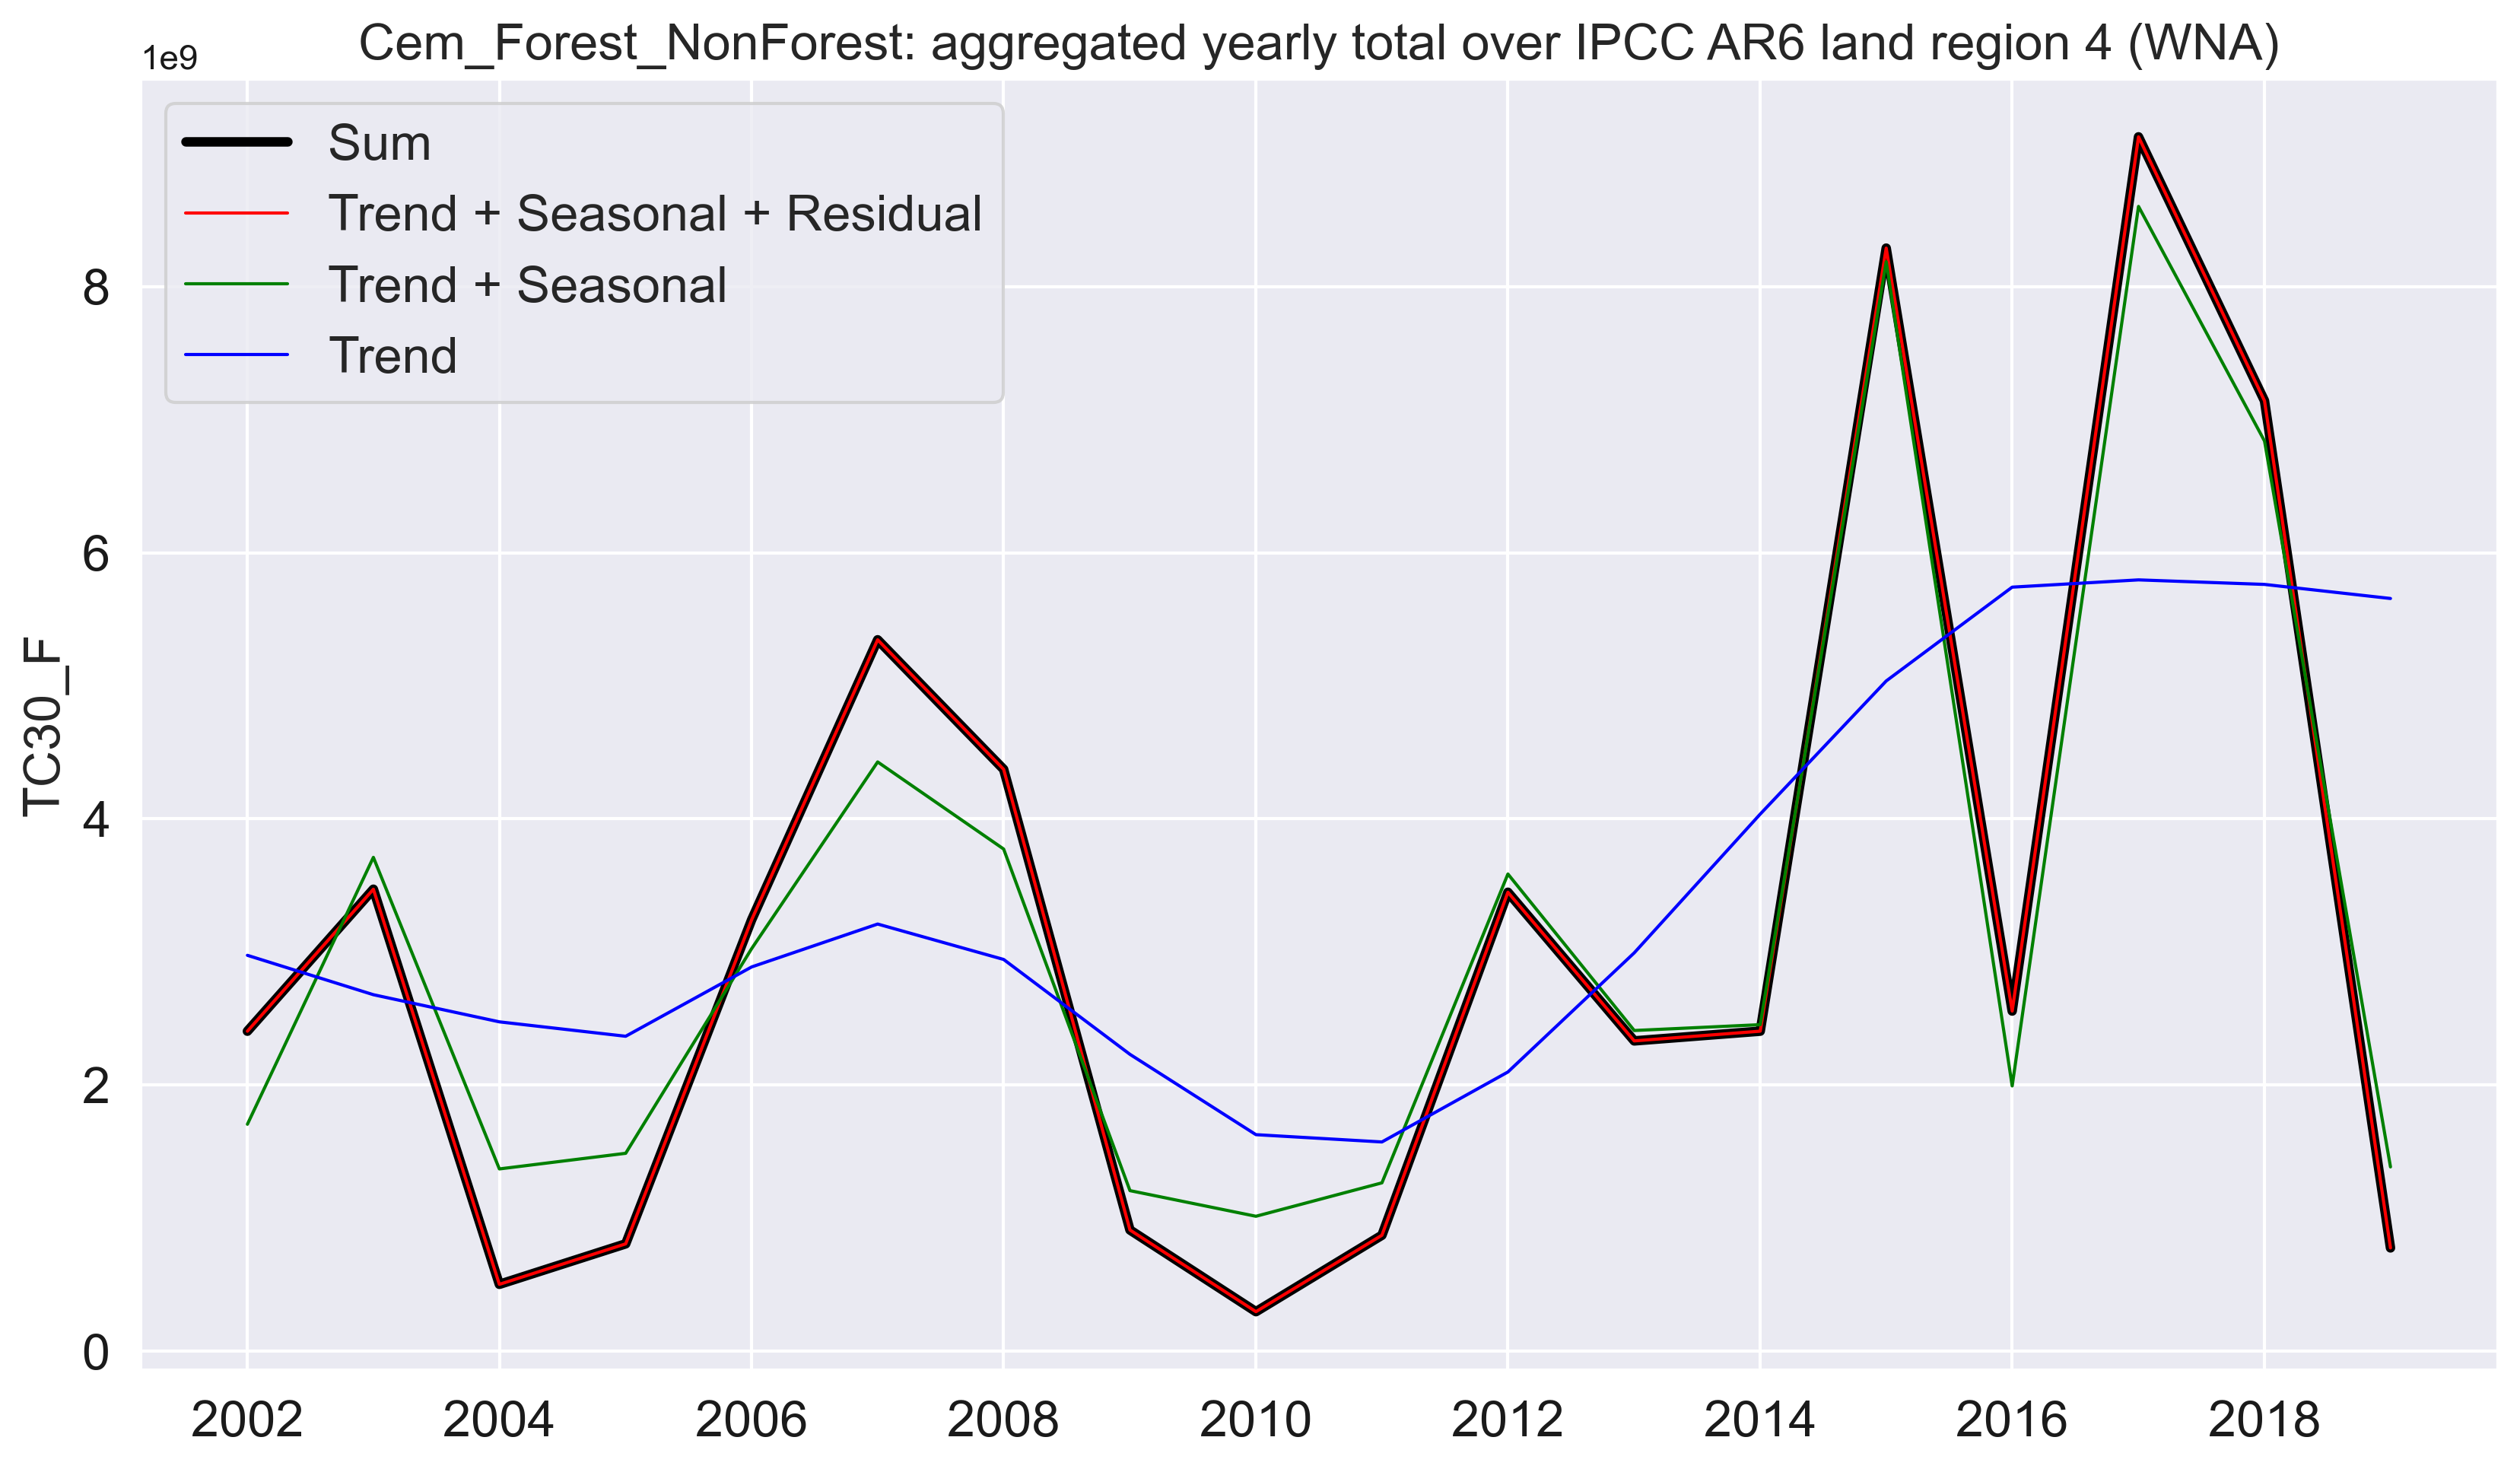 Cem_Forest_NonForest: aggregated yearly total over IPCC AR6 land region 4 (WNA)
1e9
Sum
Trend + Seasonal + Residual
Trend + Seasonal
Trend
TC30_F
8
6
4
2
0
2002 2004 2006 2008 2010 2012 2014 2016 2018